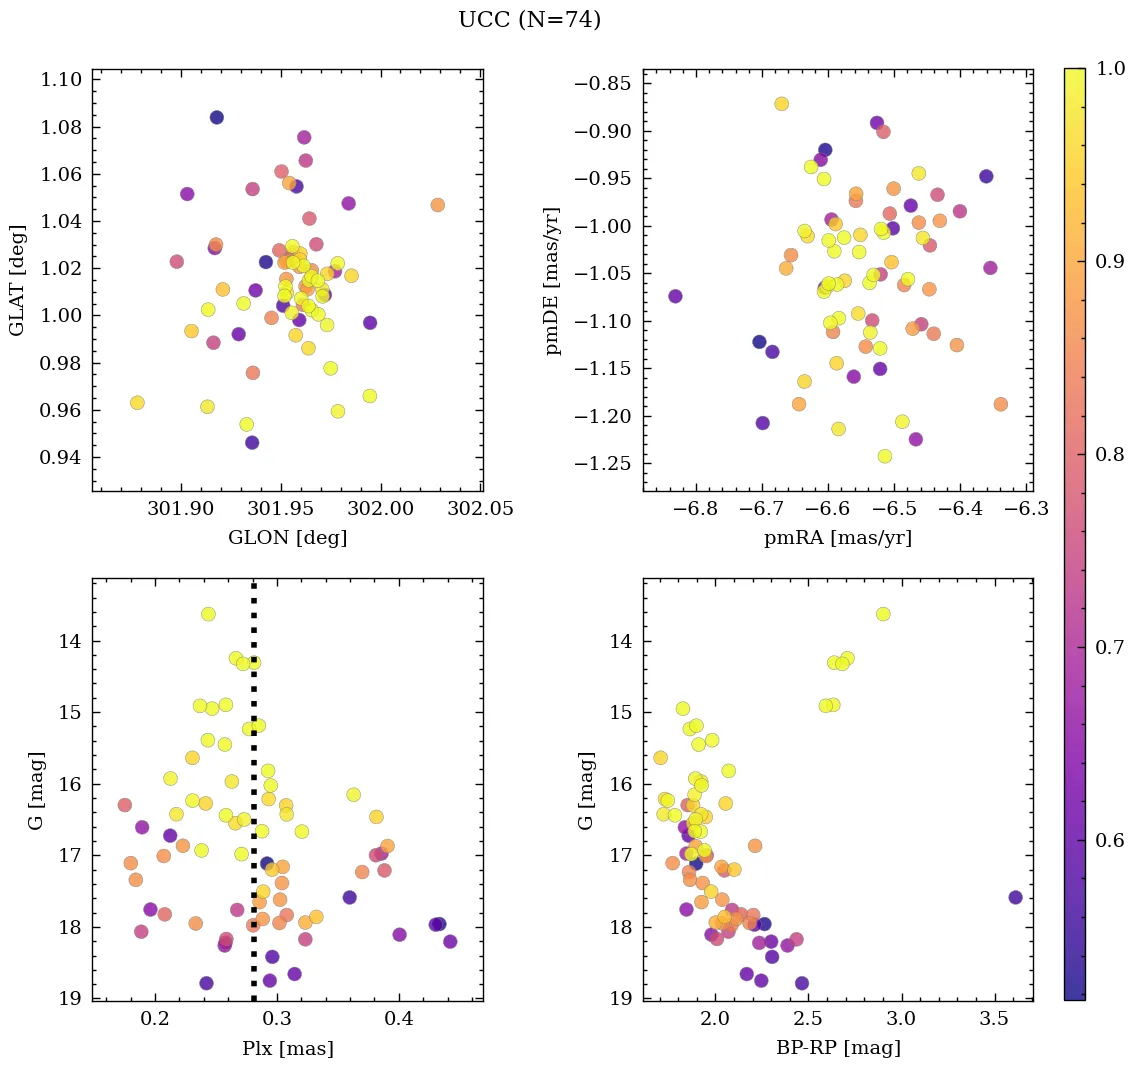 UCC (N=74)
1.10
1.08
1.06
1.04
1.02
1.00
0.98
0.96
0.94
GLAT [deg]
301.90 301.95 302.00 302.05
GLON [deg]
−0.85
−0.90
−0.95
−1.00
−1.05
−1.10
−1.15
−1.20
−1.25
pmDE [mas/yr]
−6.8 −6.7 −6.6 −6.5 −6.4 −6.3
pmRA [mas/yr]
14
15
16
17
18
19
G [mag]
0.2 0.3 0.4
Plx [mas]
14
15
16
17
18
19
G [mag]
2.0 2.5 3.0 3.5
BP-RP [mag]
1.0
0.9
0.8
0.7
0.6